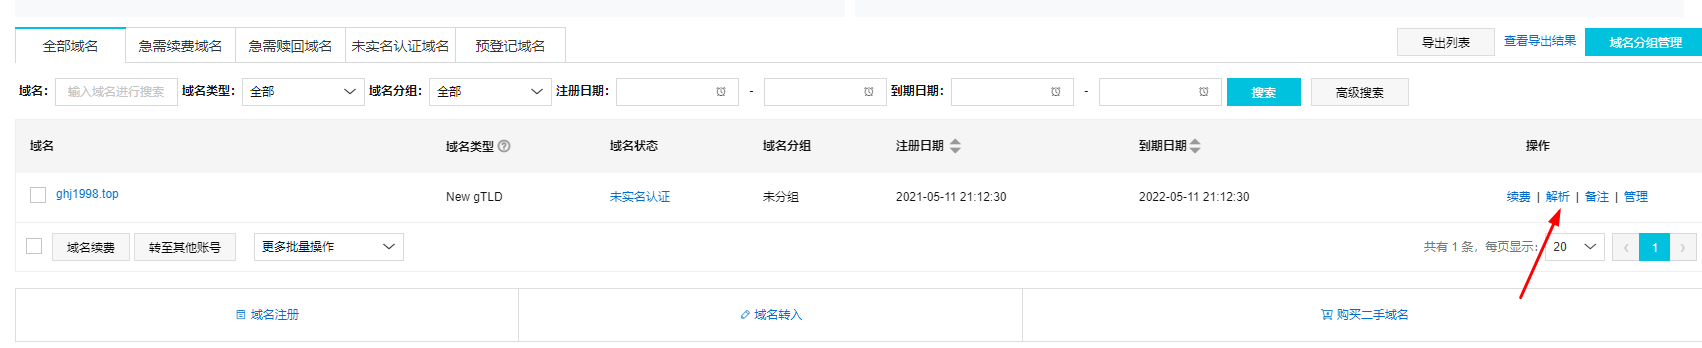 全部域名 急需续费域名 急需赎回域名 未实名认证域名 预登记域名 导出列表 查看导出结果 域名分组管理
域名: 输入域名进行搜索 域名类型: 全部 域名分组: 全部 注册日期: - 到期日期: - 搜索 高级搜索
域名 域名类型 域名状态 域名分组 注册日期 到期日期 操作
ghj1998.top New gTLD 未实名认证 未分组 2021-05-11 21:12:30 2022-05-11 21:12:30 续费 | 解析 | 备注 | 管理
域名续费 转至其他账号 更多批量操作 共有 1 条，每页显示: 20 ‹ 1 ›
域名注册 域名转入 购买二手域名